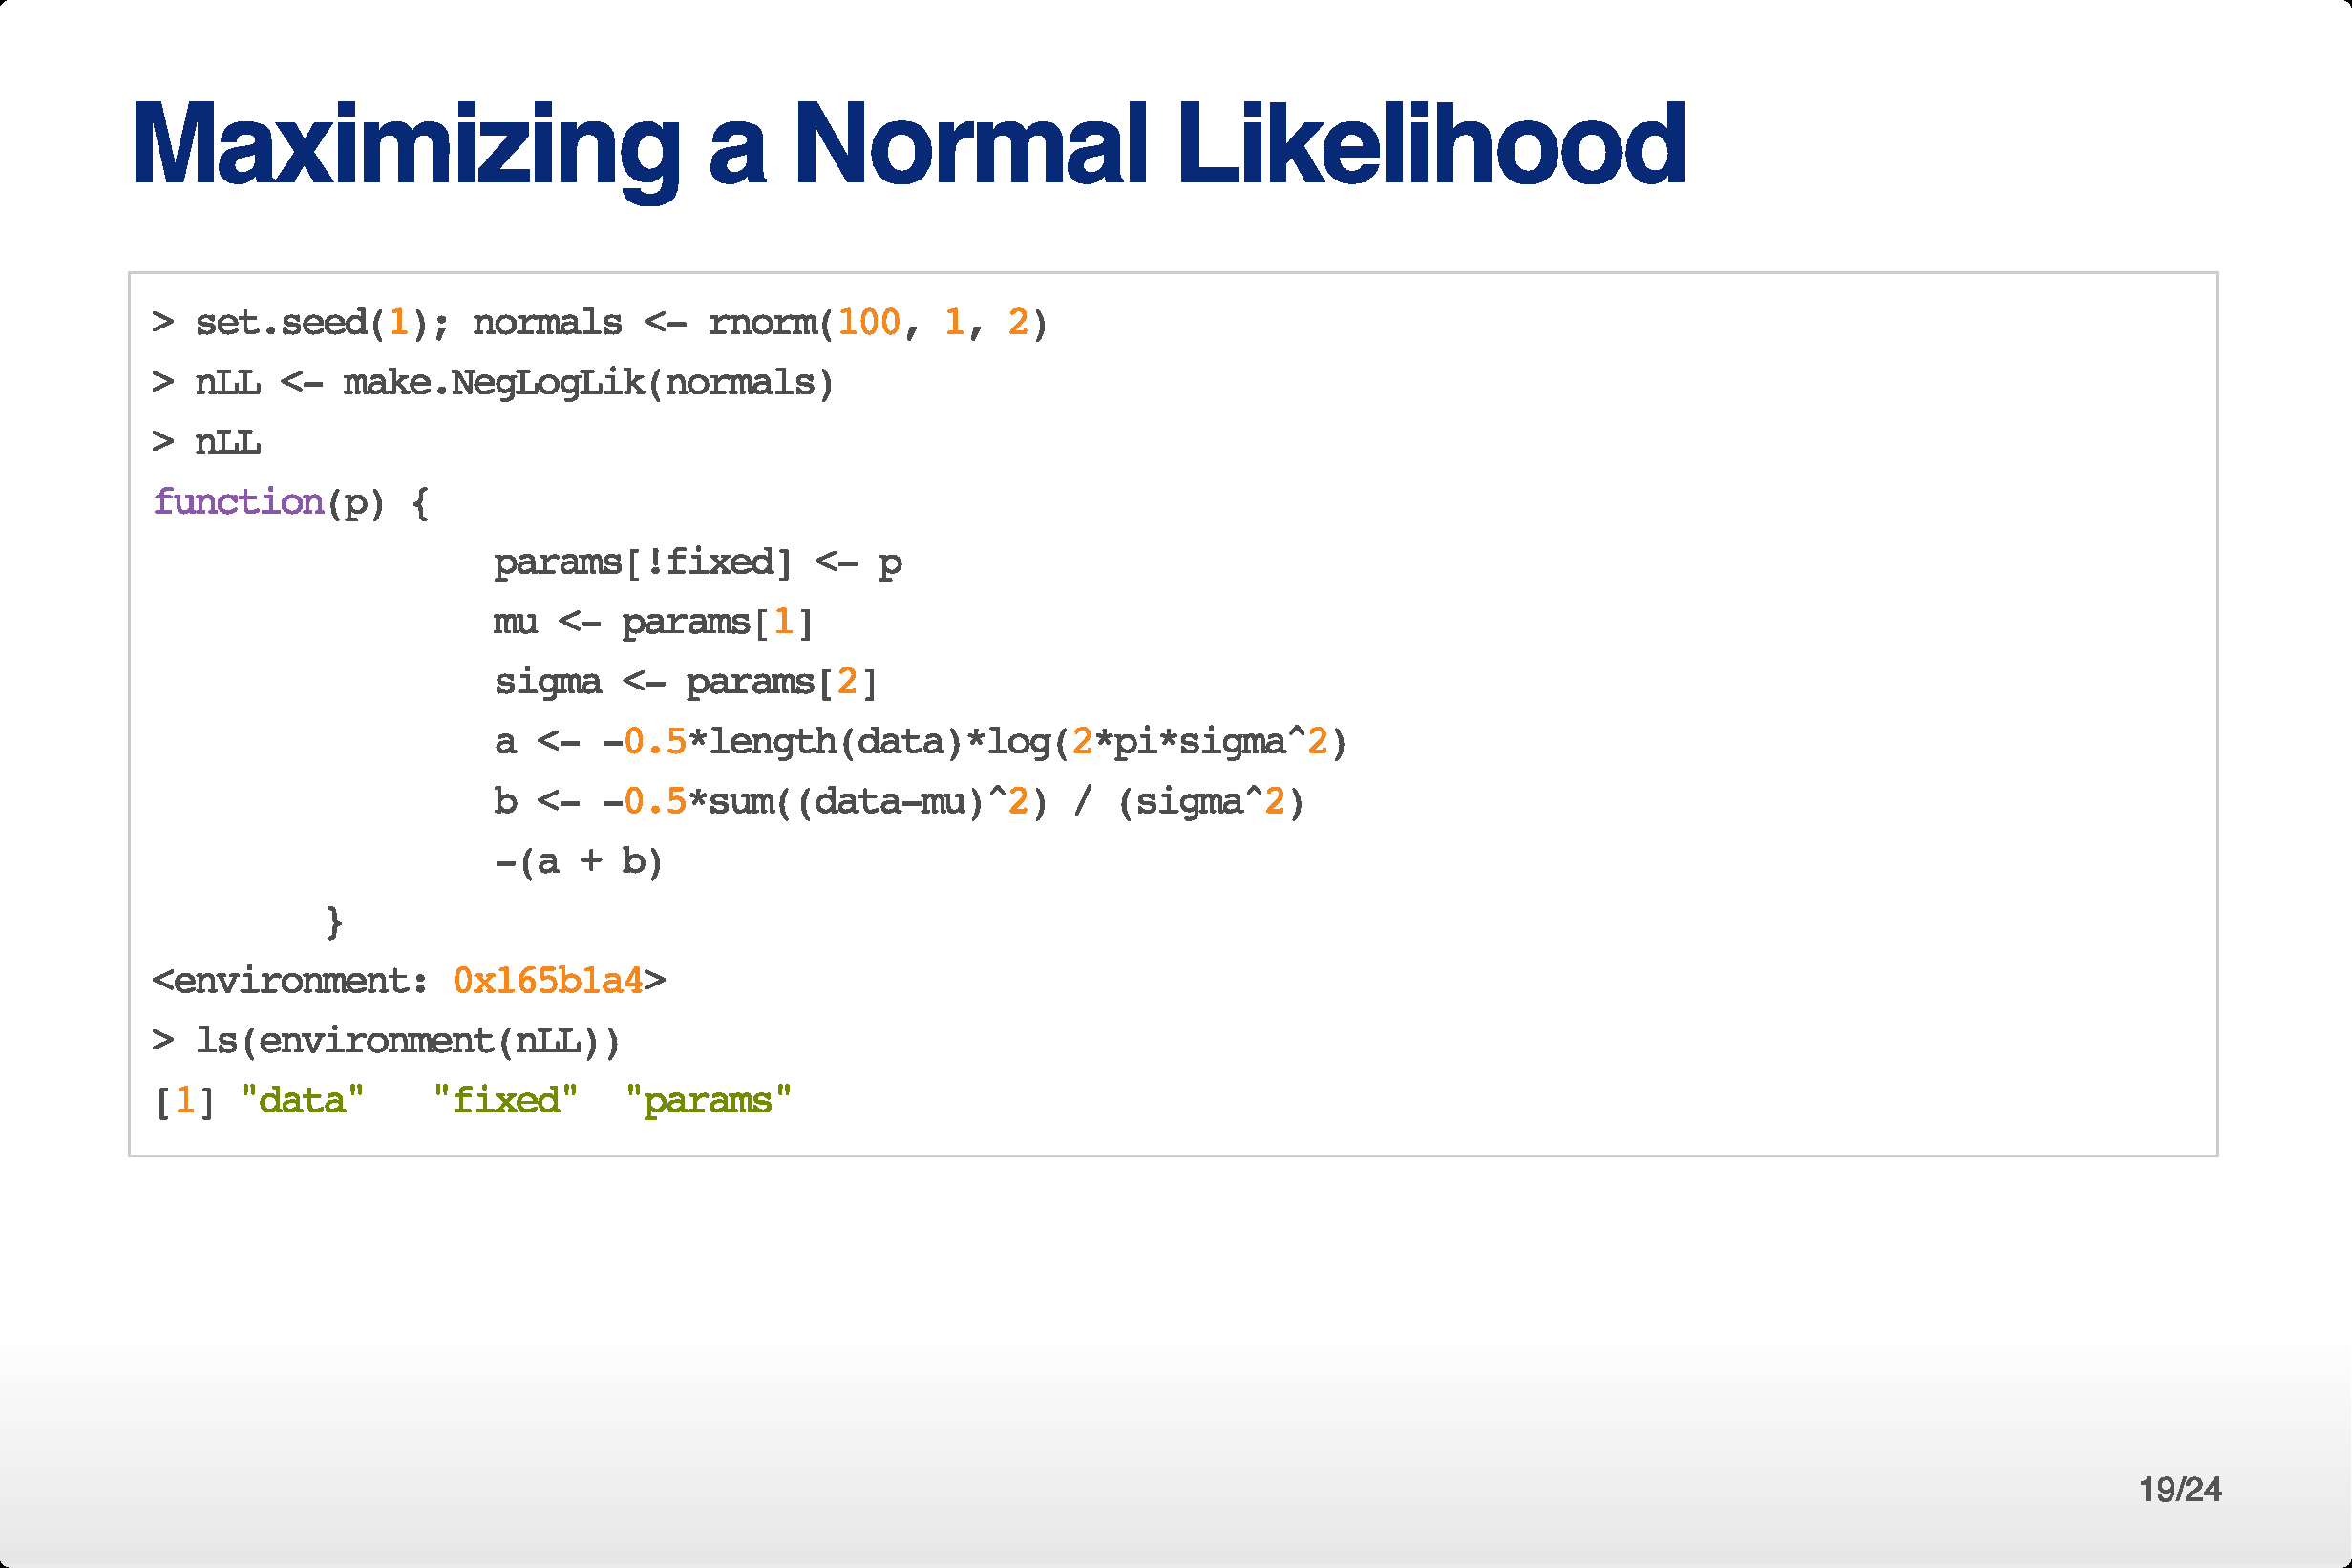 Maximizing a Normal Likelihood
> set.seed(1); normals <- rnorm(100, 1, 2)
> nLL <- make.NegLogLik(normals)
> nLL
function(p) {
                params[!fixed] <- p
                mu <- params[1]
                sigma <- params[2]
                a <- -0.5*length(data)*log(2*pi*sigma^2)
                b <- -0.5*sum((data-mu)^2) / (sigma^2)
                -(a + b)
        }
<environment: 0x165b1a4>
> ls(environment(nLL))
[1] "data"   "fixed"  "params"
19/24